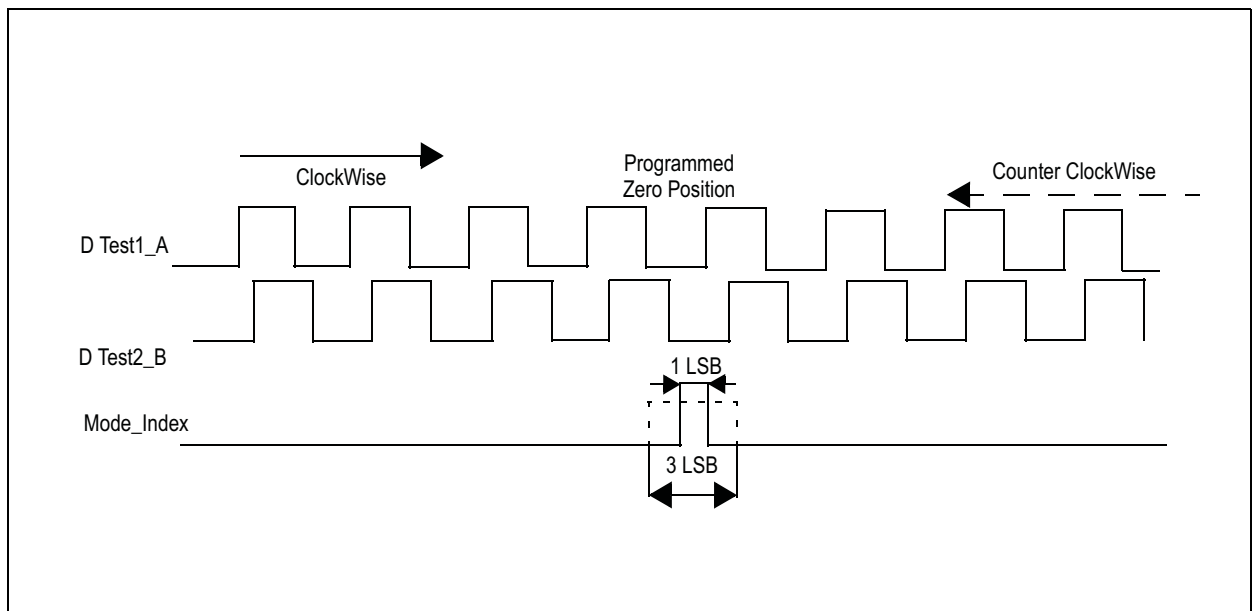 ClockWise
Programmed
Zero Position
Counter ClockWise
D Test1_A
D Test2_B
1 LSB
Mode_Index
3 LSB